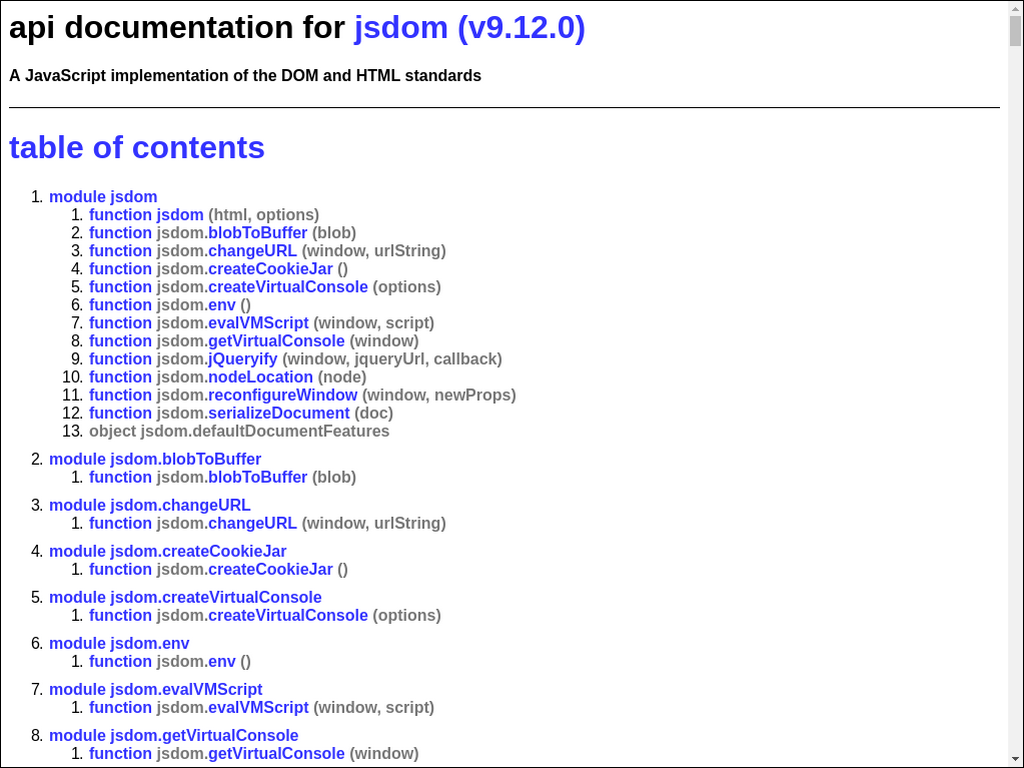 api documentation for jsdom (v9.12.0)
A JavaScript implementation of the DOM and HTML standards
table of contents
1. module jsdom
1. function jsdom (html, options)
2. function jsdom.blobToBuffer (blob)
3. function jsdom.changeURL (window, urlString)
4. function jsdom.createCookieJar ()
5. function jsdom.createVirtualConsole (options)
6. function jsdom.env ()
7. function jsdom.evalVMScript (window, script)
8. function jsdom.getVirtualConsole (window)
9. function jsdom.jQueryify (window, jqueryUrl, callback)
10. function jsdom.nodeLocation (node)
11. function jsdom.reconfigureWindow (window, newProps)
12. function jsdom.serializeDocument (doc)
13. object jsdom.defaultDocumentFeatures
2. module jsdom.blobToBuffer
1. function jsdom.blobToBuffer (blob)
3. module jsdom.changeURL
1. function jsdom.changeURL (window, urlString)
4. module jsdom.createCookieJar
1. function jsdom.createCookieJar ()
5. module jsdom.createVirtualConsole
1. function jsdom.createVirtualConsole (options)
6. module jsdom.env
1. function jsdom.env ()
7. module jsdom.evalVMScript
1. function jsdom.evalVMScript (window, script)
8. module jsdom.getVirtualConsole
1. function jsdom.getVirtualConsole (window)